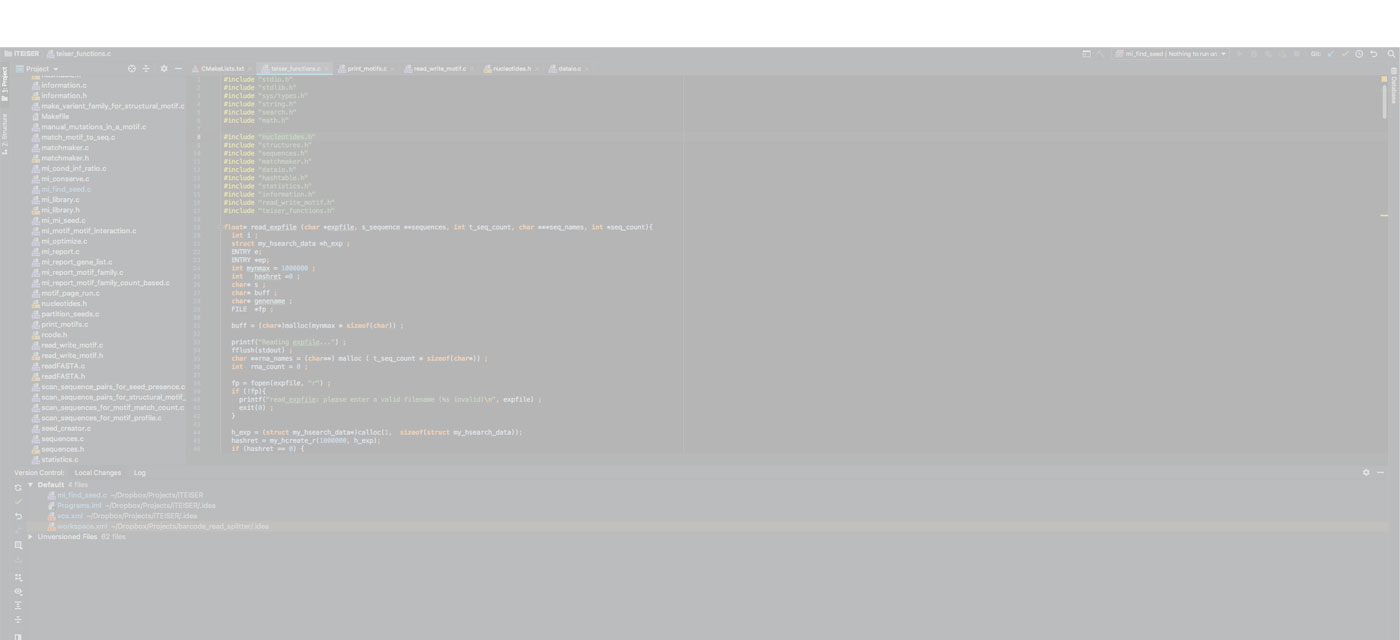 ITEISER teiser_functions.c
mi_find_seed | Nothing to run on
Git:
Project
CMakeLists.txt teiser_functions.c print_motifs.c read_write_motif.c nucleotides.h dataio.c
1: Project
2: Structure
Database
information.c
information.h
make_variant_family_for_structural_motif.c
Makefile
manual_mutations_in_a_motif.c
match_motif_to_seq.c
matchmaker.c
matchmaker.h
mi_cond_inf_ratio.c
mi_conserve.c
mi_find_seed.c
mi_library.c
mi_library.h
mi_mi_seed.c
mi_motif_motif_interaction.c
mi_optimize.c
mi_report.c
mi_report_gene_list.c
mi_report_motif_family.c
mi_report_motif_family_count_based.c
motif_page_run.c
nucleotides.h
partition_seeds.c
print_motifs.c
rcode.h
read_write_motif.c
read_write_motif.h
readFASTA.c
readFASTA.h
scan_sequence_pairs_for_seed_presence.c
scan_sequence_pairs_for_structural_motif_
scan_sequences_for_motif_match_count.c
scan_sequences_for_motif_profile.c
seed_creator.c
sequences.c
sequences.h
statistics.c
#include "stdio.h"
#include "stdlib.h"
#include "sys/types.h"
#include "string.h"
#include "search.h"
#include "math.h"
#include "nucleotides.h"
#include "structures.h"
#include "sequences.h"
#include "matchmaker.h"
#include "dataio.h"
#include "hashtable.h"
#include "statistics.h"
#include "information.h"
#include "read_write_motif.h"
#include "teiser_functions.h"
float* read_expfile (char *expfile, s_sequence **sequences, int t_seq_count, char ***seq_names, int *seq_count){
int i ;
struct my_hsearch_data *h_exp ;
ENTRY e;
ENTRY *ep;
int mynmax = 1000000 ;
int hashret =0 ;
char* s ;
char* buff ;
char* genename ;
FILE *fp ;
buff = (char*)malloc(mynmax * sizeof(char)) ;
printf("Reading expfile...") ;
fflush(stdout) ;
char **rna_names = (char**) malloc ( t_seq_count * sizeof(char*)) ;
int rna_count = 0 ;
fp = fopen(expfile, "r") ;
if (!fp){
printf("read_expfile: please enter a valid filename (%s invalid)\n", expfile) ;
exit(0) ;
}
h_exp = (struct my_hsearch_data*)calloc(1, sizeof(struct my_hsearch_data));
hashret = my_hcreate_r(1000000, h_exp);
if (hashret == 0) {
Version Control: Local Changes Log
Default 4 files
mi_find_seed.c ~/Dropbox/Projects/ITEISER
Programs.iml ~/Dropbox/Projects/ITEISER/.idea
vcs.xml ~/Dropbox/Projects/ITEISER/.idea
workspace.xml ~/Dropbox/Projects/barcode_read_splitter/.idea
Unversioned Files 62 files